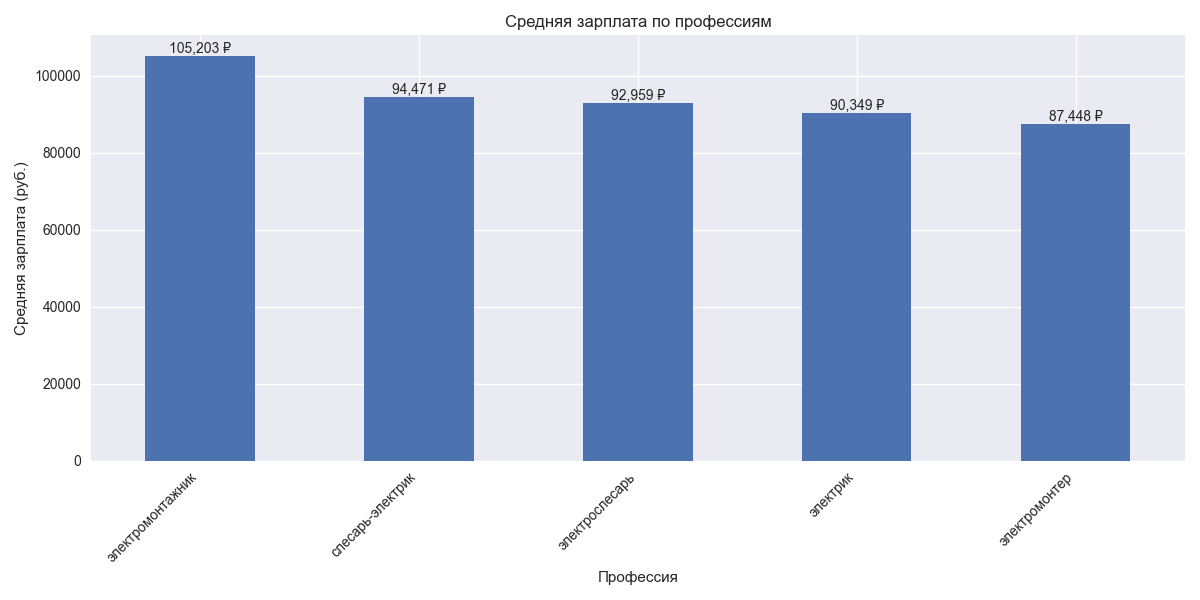 Средняя зарплата по профессиям
Средняя зарплата (руб.)
100000
80000
60000
40000
20000
0
105,203 ₽
94,471 ₽
92,959 ₽
90,349 ₽
87,448 ₽
электромонтажник
слесарь-электрик
электрослесарь
электрик
электромонтер
Профессия